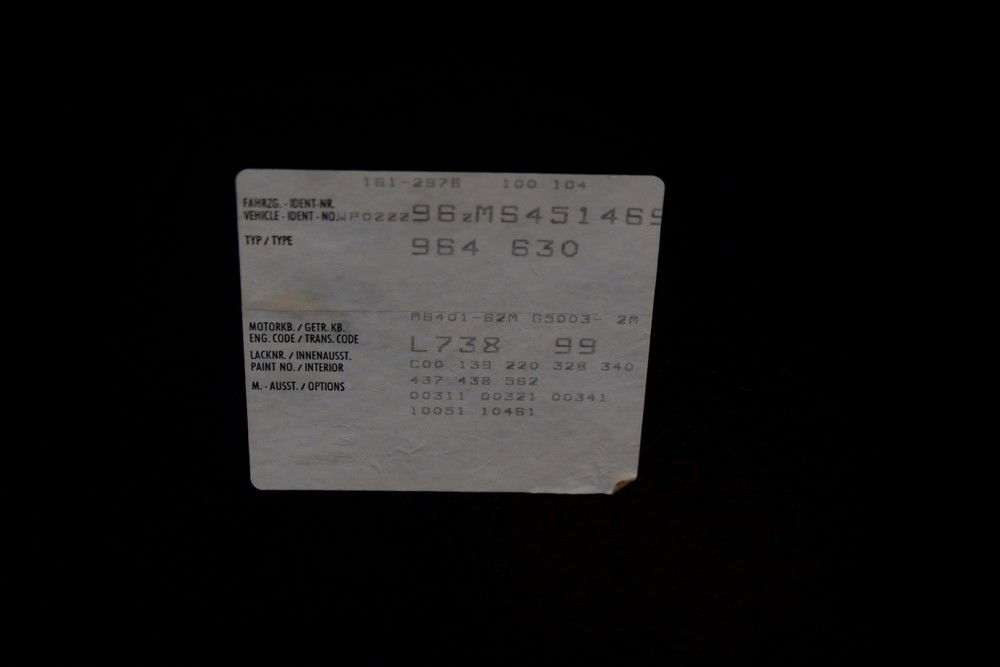 161-2976 100 104
FAHRZG. - IDENT-NR.
VEHICLE - IDENT - NO. WP0ZZZ96ZMS451469
TYP / TYPE 964 630
MOTORKB. / GETR. KB. M6401-62M G5003- 2M
ENG. CODE / TRANS. CODE
LACKNR. / INNENAUSST. L738 99
PAINT NO. / INTERIOR C00 139 220 328 340
M. - AUSST. / OPTIONS 437 438 562
00311 00321 00341
10051 10461